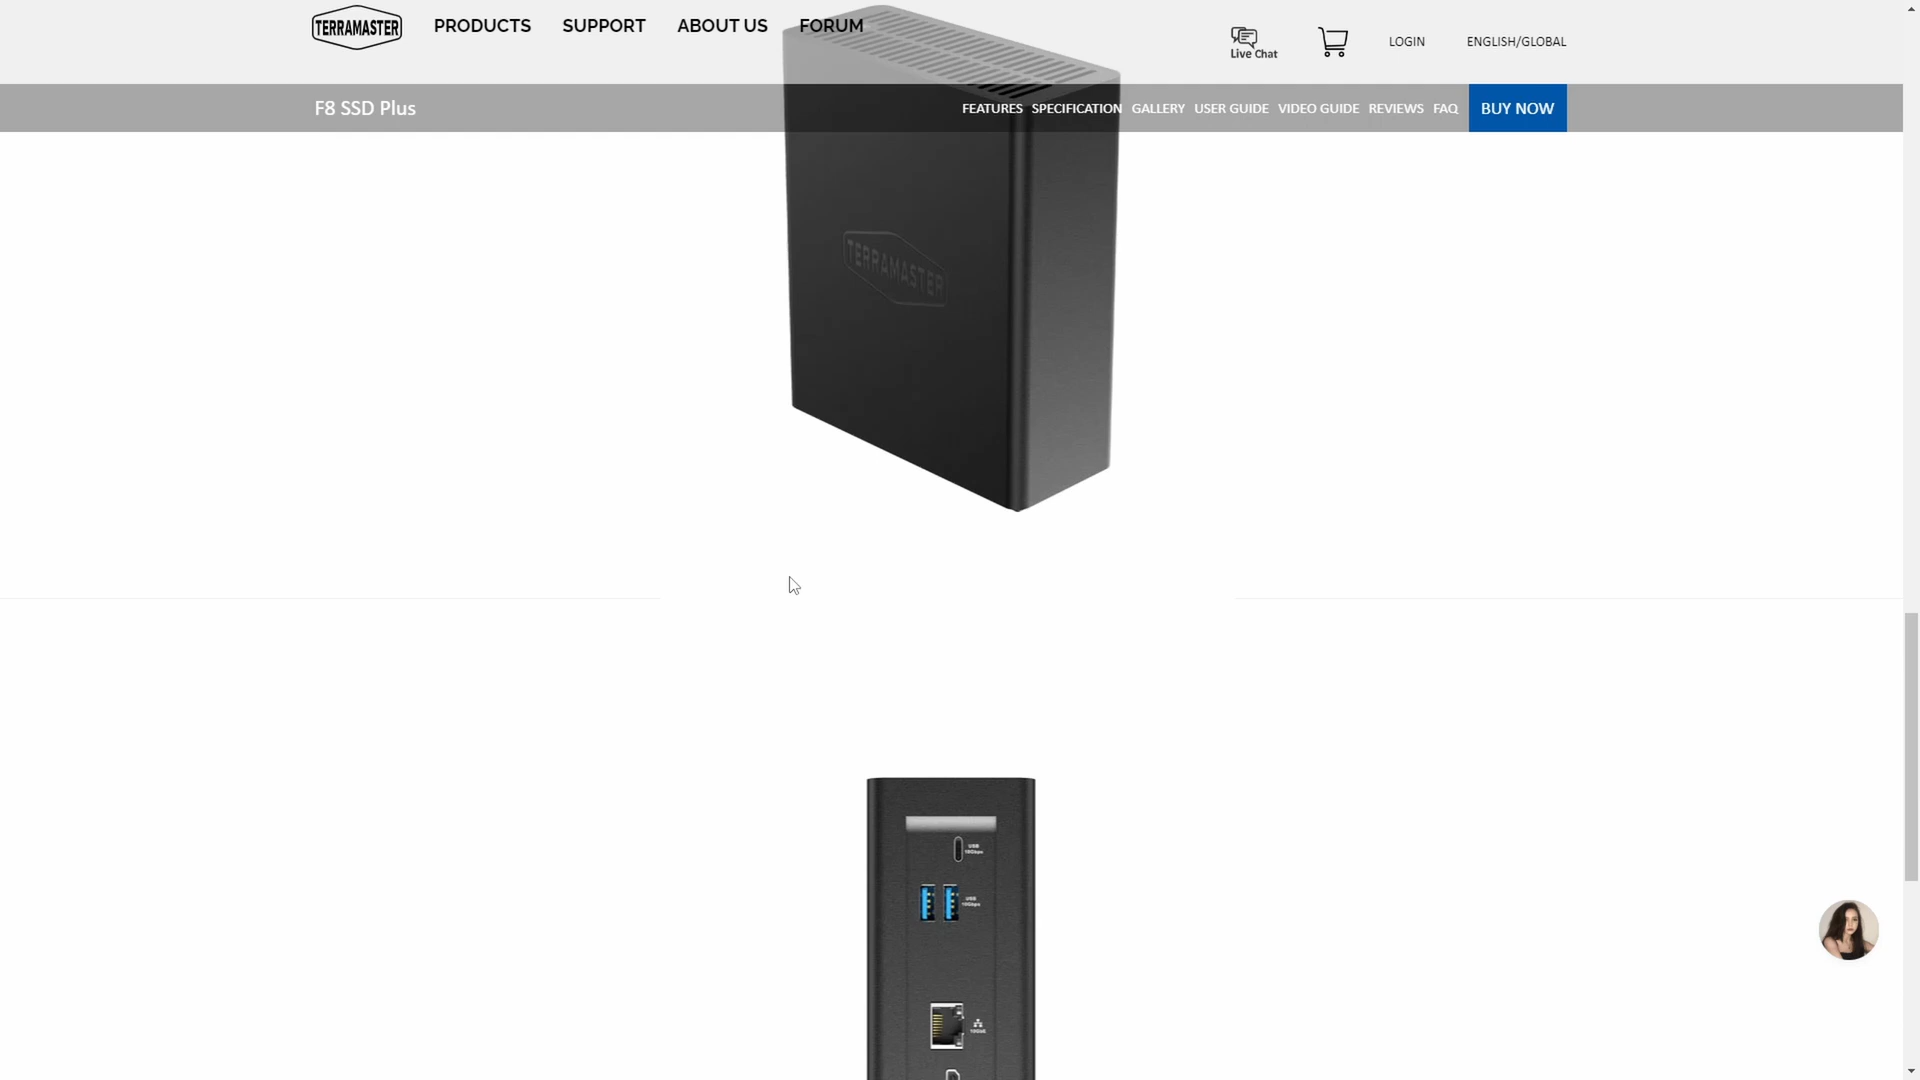 TERRAMASTER
PRODUCTS
SUPPORT
ABOUT US
FORUM
Live Chat
LOGIN
ENGLISH/GLOBAL
F8 SSD Plus
FEATURES
SPECIFICATION
GALLERY
USER GUIDE
VIDEO GUIDE
REVIEWS
FAQ
BUY NOW
TERRAMASTER
USB
10Gbps
USB
10Gbps
10GbE